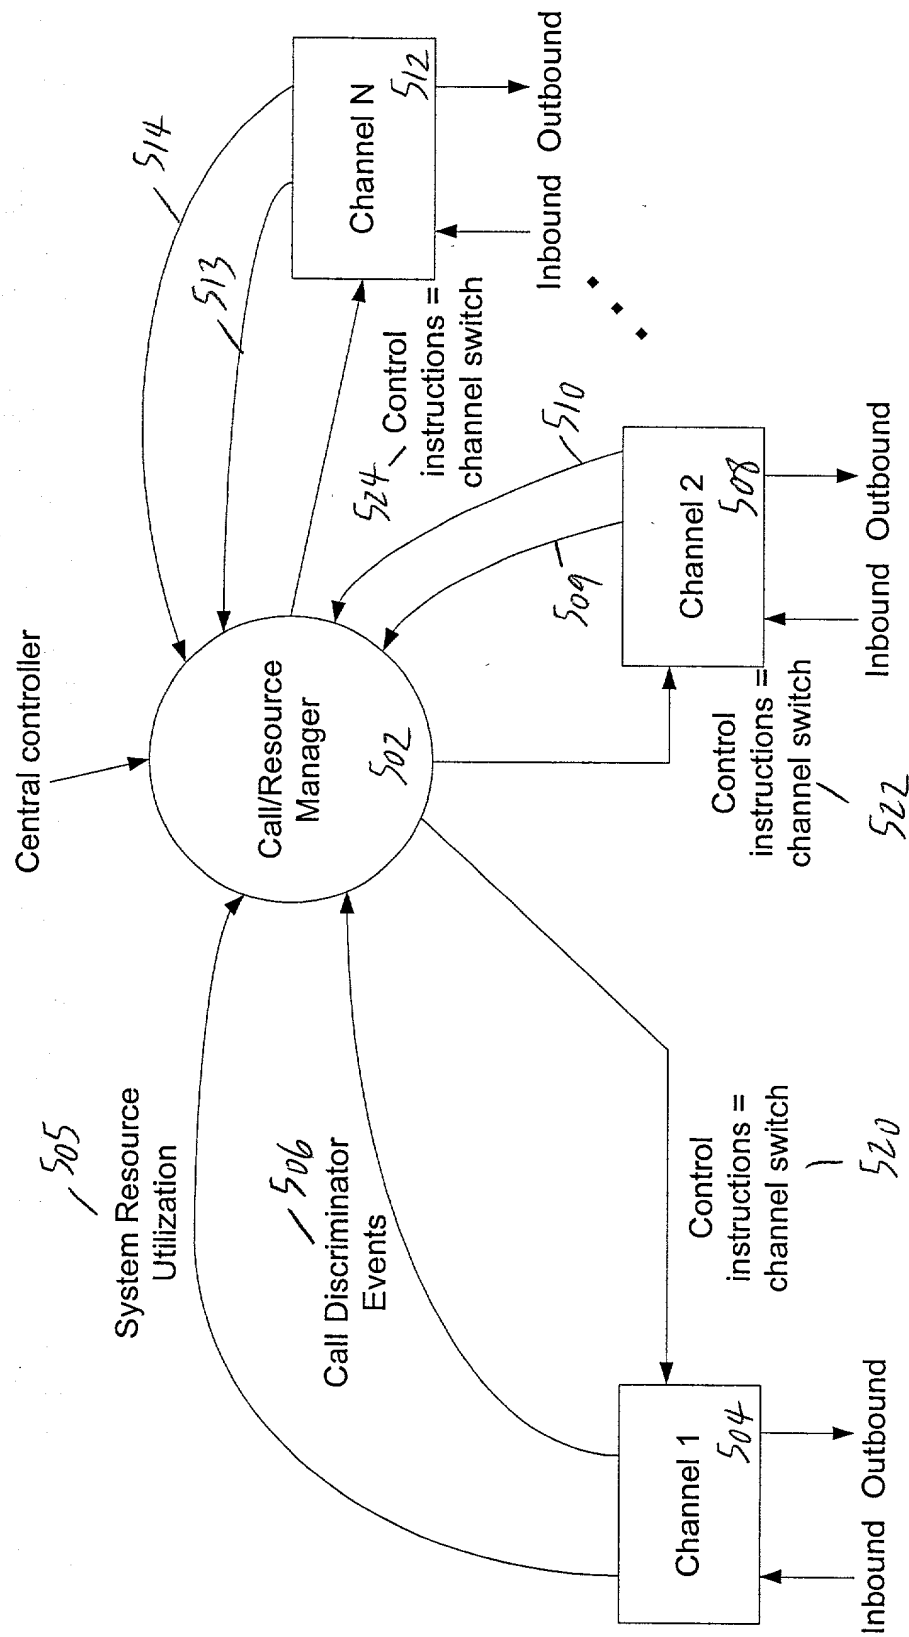 Central controller
Call/Resource
Manager
502
505
System Resource
Utilization
506
Call Discriminator
Events
Channel 1
504
Inbound
Outbound
Control
instructions =
channel switch
520
509
510
Channel 2
508
Inbound
Outbound
Control
instructions =
channel switch
522
513
514
Channel N
512
Inbound
Outbound
524
Control
instructions =
channel switch